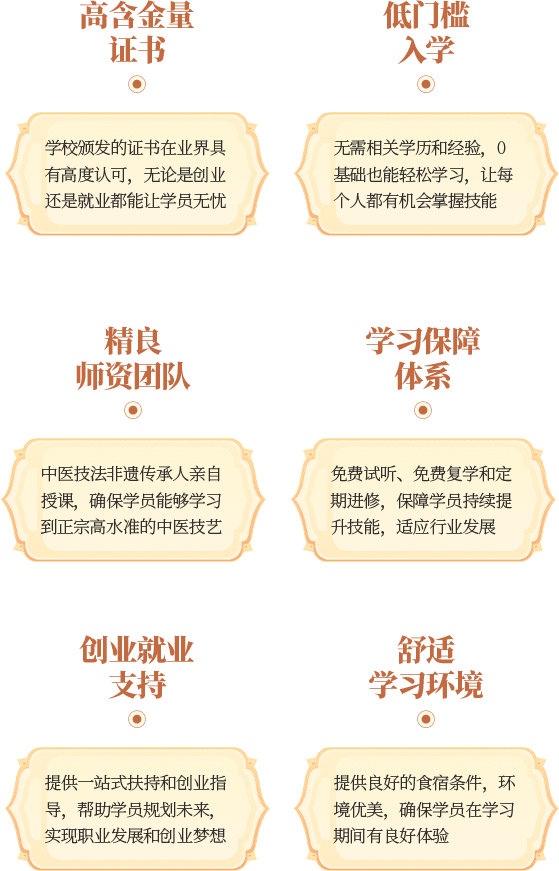 高含金量
证书
学校颁发的证书在业界具
有高度认可，无论是创业
还是就业都能让学员无忧
低门槛
入学
无需相关学历和经验，0
基础也能轻松学习，让每
个人都有机会掌握技能
精良
师资团队
中医技法非遗传承人亲自
授课，确保学员能够学习
到正宗高水准的中医技艺
学习保障
体系
免费试听、免费复学和定
期进修，保障学员持续提
升技能，适应行业发展
创业就业
支持
提供一站式扶持和创业指
导，帮助学员规划未来，
实现职业发展和创业梦想
舒适
学习环境
提供良好的食宿条件，环
境优美，确保学员在学习
期间有良好体验